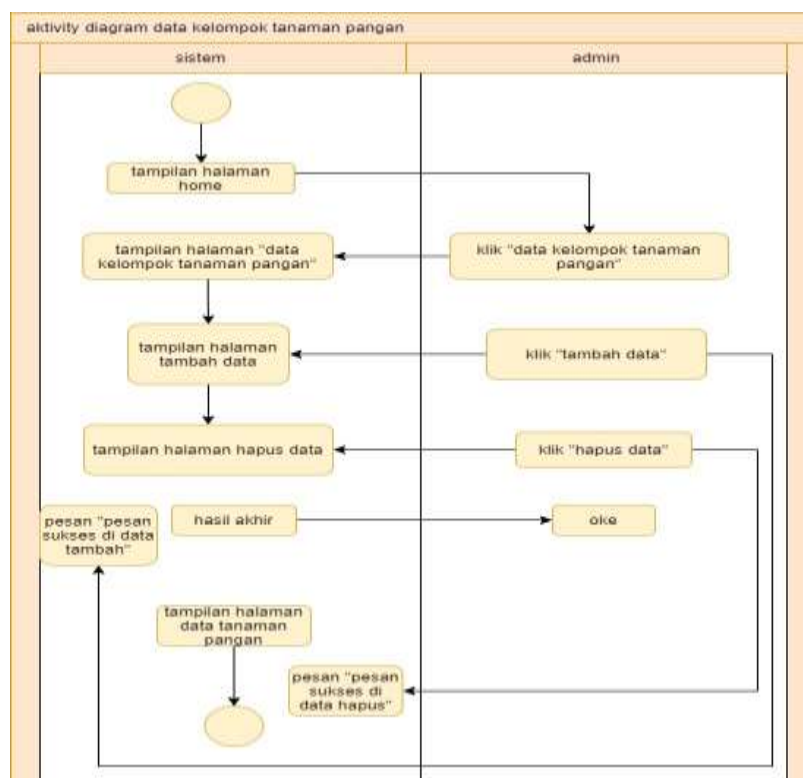 aktivity diagram data kelompok tanaman pangan
sistem
admin
tampilan halaman
home
tampilan halaman "data
kelompok tanaman pangan"
klik "data kelompok tanaman
pangan"
tampilan halaman
tambah data
klik "tambah data"
tampilan halaman hapus data
klik "hapus data"
pesan "pesan
sukses di data
tambah"
hasil akhir
oke
tampilan halaman
data tanaman
pangan
pesan "pesan
sukses di
data hapus"